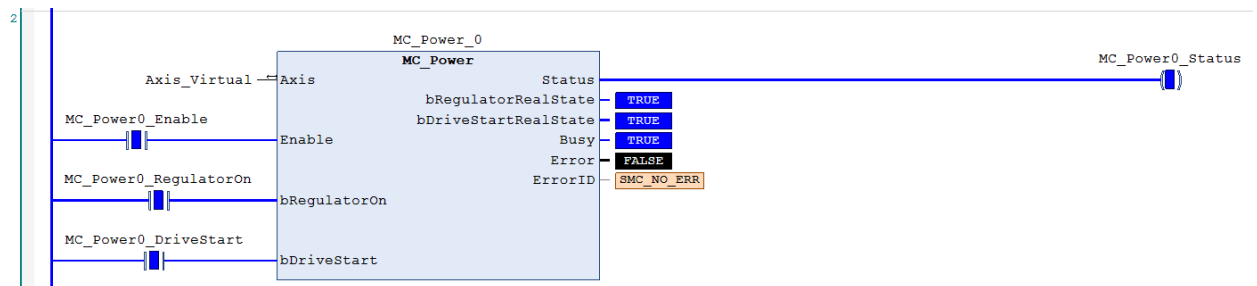 2
MC_Power_0
MC_Power
MC_Power0_Status
Axis_Virtual Axis Status
bRegulatorRealState TRUE
MC_Power0_Enable bDriveStartRealState TRUE
Enable Busy TRUE
Error FALSE
MC_Power0_RegulatorOn ErrorID SMC_NO_ERR
bRegulatorOn
MC_Power0_DriveStart
bDriveStart